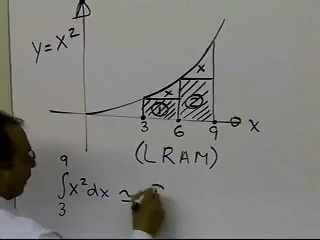 y=x²
x
x
1
2
3 6 9 x
(LRAM)
9
∫x²dx ≅
3